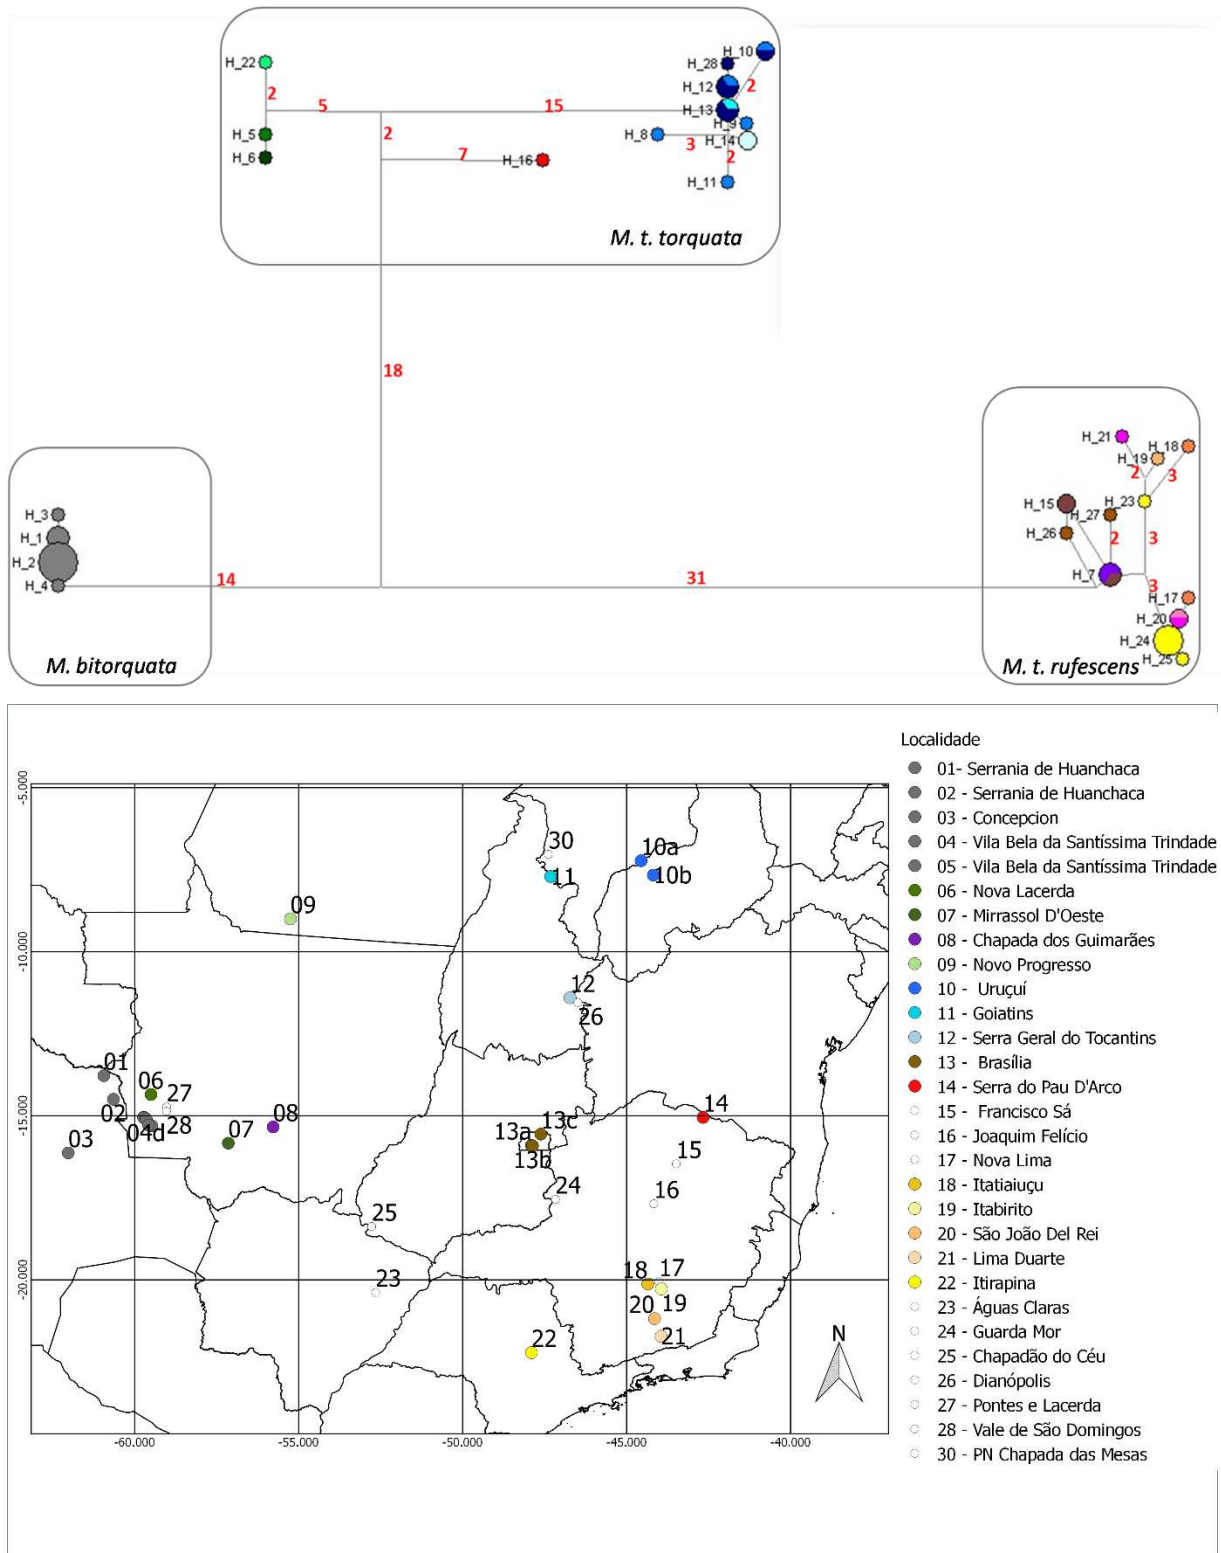 H_10
H_28
H_22
H_12
2
2
5
15
H_13
H_9
H_5
2
H_8
H_14
3
H_6
7
H_16
2
H_11
M. t. torquata
18
H_21
H_18
H_19
2
3
H_15
H_23
H_3
H_27
H_1
H_26
2
3
H_2
H_7
H_4
14
31
3
H_17
H_20
H_24
H_25
M. bitorquata
M. t. rufescens
Localidade
01- Serrania de Huanchaca
02 - Serrania de Huanchaca
03 - Concepcion
04 - Vila Bela da Santíssima Trindade
05 - Vila Bela da Santíssima Trindade
06 - Nova Lacerda
07 - Mirrassol D'Oeste
08 - Chapada dos Guimarães
09 - Novo Progresso
10 - Uruçuí
11 - Goiatins
12 - Serra Geral do Tocantins
13 - Brasília
14 - Serra do Pau D'Arco
15 - Francisco Sá
16 - Joaquim Felício
17 - Nova Lima
18 - Itatiaiuçu
19 - Itabirito
20 - São João Del Rei
21 - Lima Duarte
22 - Itirapina
23 - Águas Claras
24 - Guarda Mor
25 - Chapadão do Céu
26 - Dianópolis
27 - Pontes e Lacerda
28 - Vale de São Domingos
30 - PN Chapada das Mesas
-5.000
30
10a
11
10b
09
-10.000
12
26
01
06
27
14
-15.000
02
08
13c
13a
04d
28
07
03
13b
15
24
16
25
-20.000
23
18
17
20
19
22
21
N
-60.000
-55.000
-50.000
-45.000
-40.000